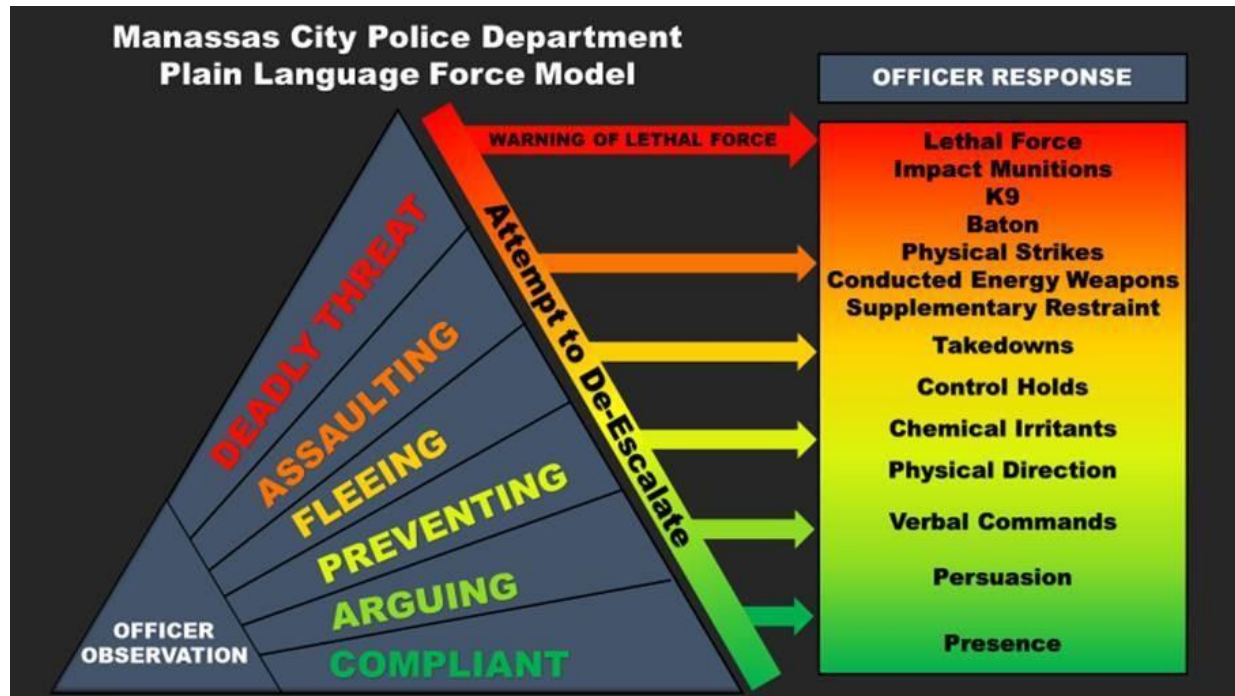 Manassas City Police Department
Plain Language Force Model
OFFICER RESPONSE
WARNING OF LETHAL FORCE
Attempt to De-Escalate
DEADLY THREAT
ASSAULTING
FLEEING
PREVENTING
ARGUING
COMPLIANT
OFFICER
OBSERVATION
Lethal Force
Impact Munitions
K9
Baton
Physical Strikes
Conducted Energy Weapons
Supplementary Restraint
Takedowns
Control Holds
Chemical Irritants
Physical Direction
Verbal Commands
Persuasion
Presence